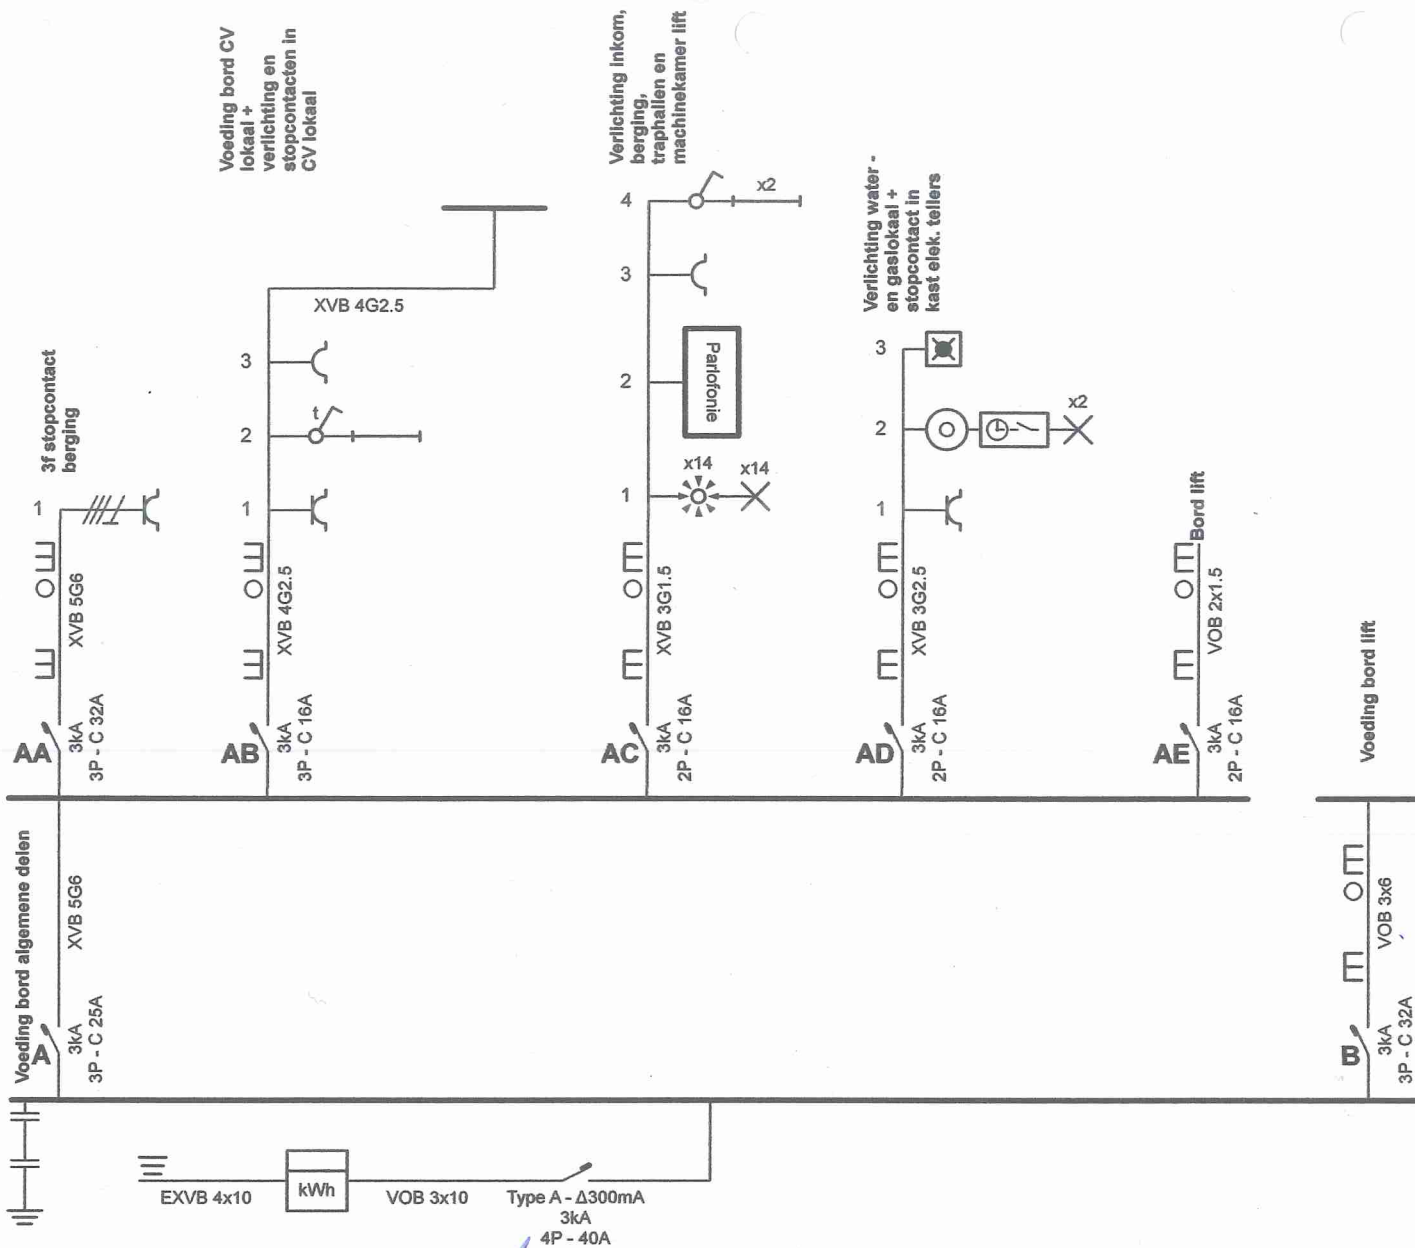 Voeding bord CV
lokaal +
verlichting en
stopcontacten in
CV lokaal
Verlichting inkom,
berging,
traphallen en
machinekamer lift
Verlichting water -
en gaslokaal +
stopcontact in
kast elek. tellers
3f stopcontact
berging
XVB 4G2.5
1
3
2
t
1
4
x2
3
2
Parlofonie
1
x14
x14
3
2
x2
1
Bord lift
XVB 5G6
XVB 4G2.5
XVB 3G1.5
XVB 3G2.5
VOB 2x1.5
AA
3kA
3P - C 32A
AB
3kA
3P - C 16A
AC
3kA
2P - C 16A
AD
3kA
2P - C 16A
AE
3kA
2P - C 16A
Voeding bord lift
Voeding bord algemene delen
XVB 5G6
A
3kA
3P - C 25A
VOB 3x6
B
3kA
3P - C 32A
EXVB 4x10
kWh
VOB 3x10
Type A - Δ300mA
3kA
4P - 40A